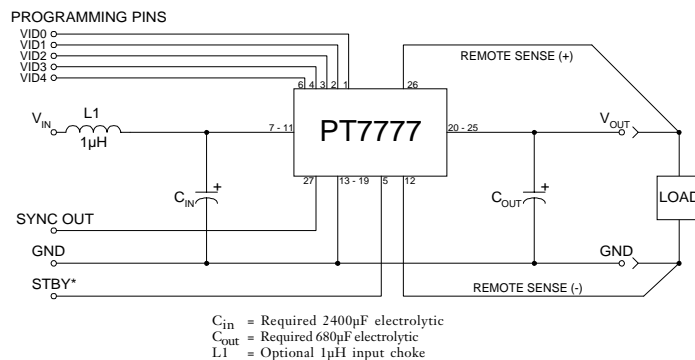 PROGRAMMING PINS
VID0
VID1
VID2
VID3
VID4
6 4 3 2 1
26
REMOTE SENSE (+)
VIN
L1
1µH
7 - 11
PT7777
20 - 25
VOUT
27
13 - 19
5
12
CIN
+
COUT
+
LOAD
SYNC OUT
GND
GND
STBY*
REMOTE SENSE (-)
Cin = Required 2400µF electrolytic
Cout = Required 680µF electrolytic
L1 = Optional 1µH input choke